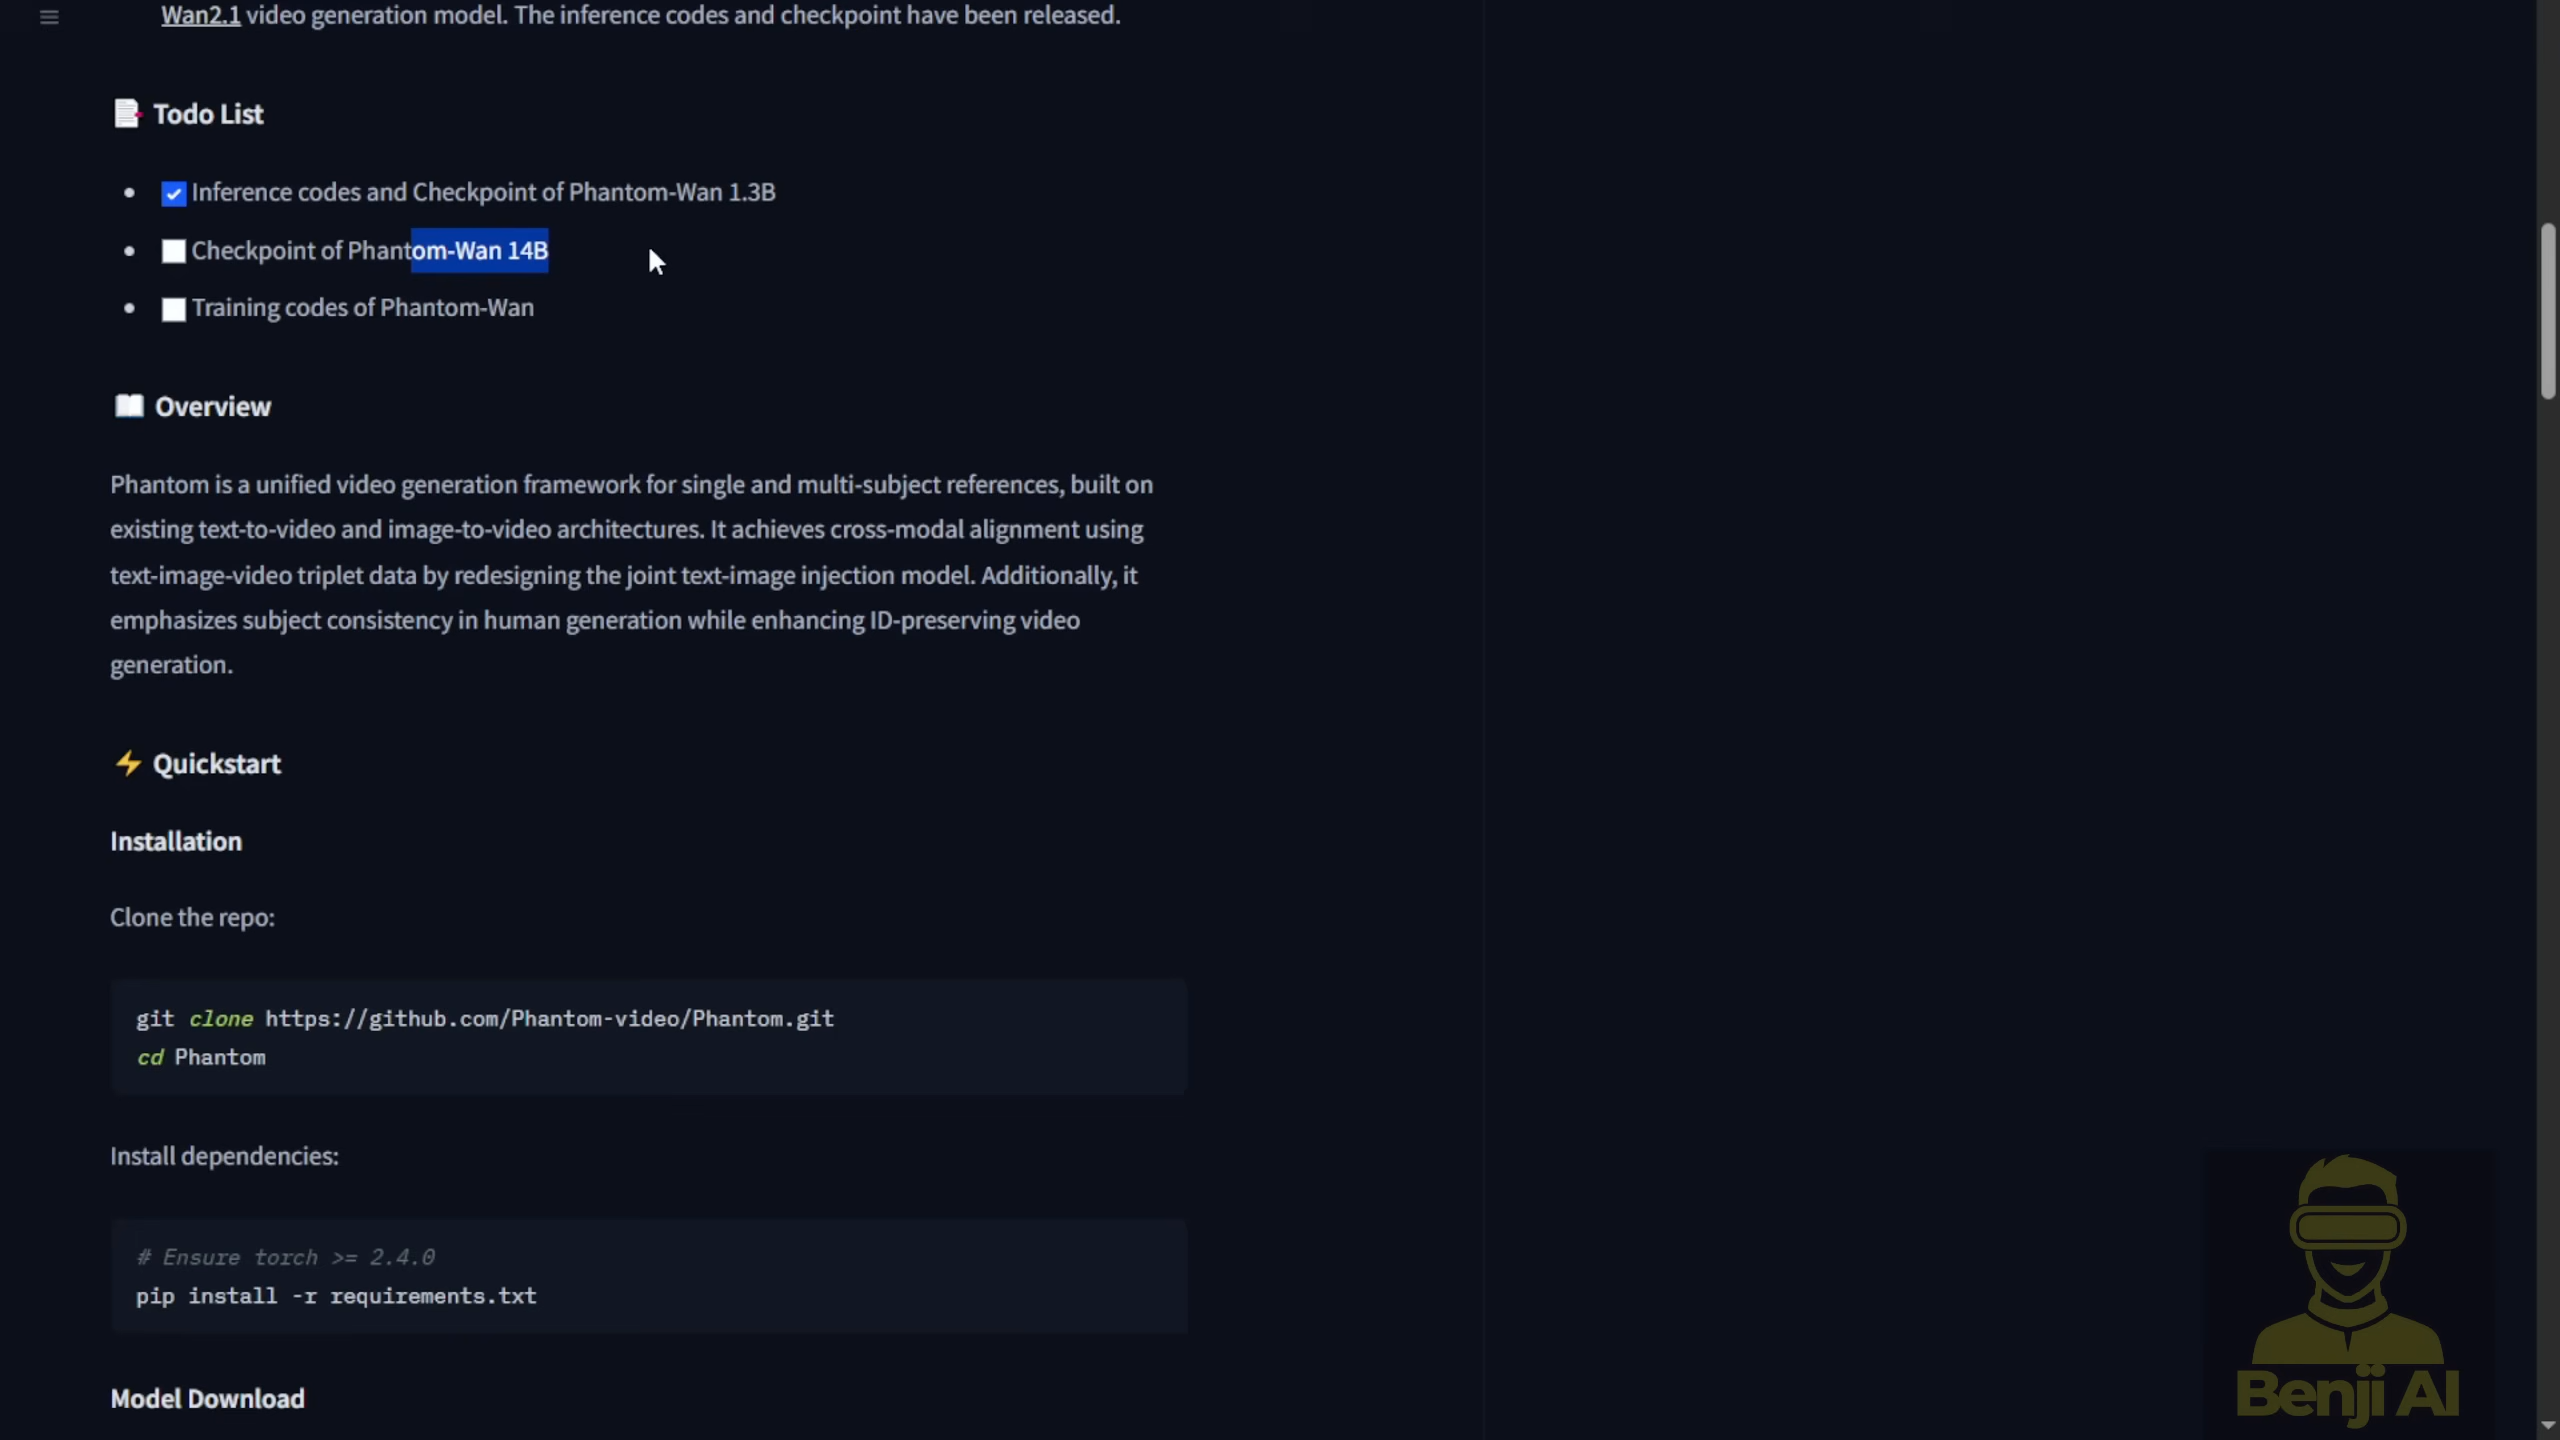 Wan2.1 video generation model. The inference codes and checkpoint have been released.
Todo List
Inference codes and Checkpoint of Phantom-Wan 1.3B
Checkpoint of Phantom-Wan 14B
Training codes of Phantom-Wan
Overview
Phantom is a unified video generation framework for single and multi-subject references, built on
existing text-to-video and image-to-video architectures. It achieves cross-modal alignment using
text-image-video triplet data by redesigning the joint text-image injection model. Additionally, it
emphasizes subject consistency in human generation while enhancing ID-preserving video
generation.
Quickstart
Installation
Clone the repo:
git clone https://github.com/Phantom-video/Phantom.git
cd Phantom
Install dependencies:
# Ensure torch >= 2.4.0
pip install -r requirements.txt
Model Download
Benji AI